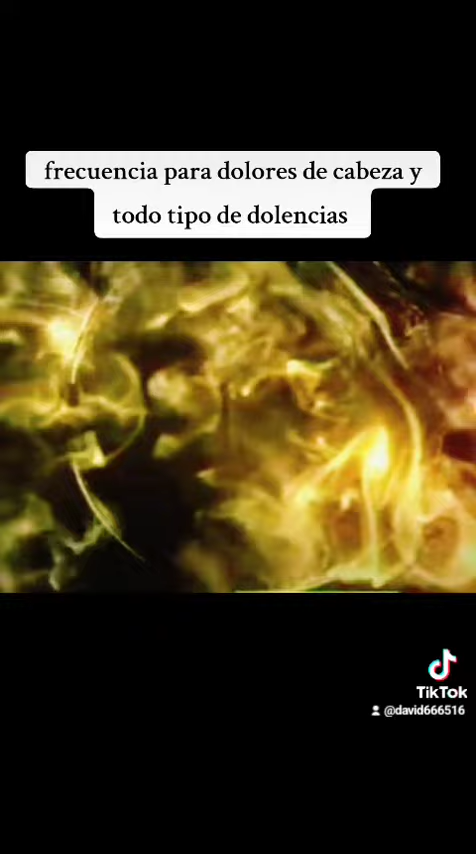 frecuencia para dolores de cabeza y
todo tipo de dolencias
TikTok
@david666516